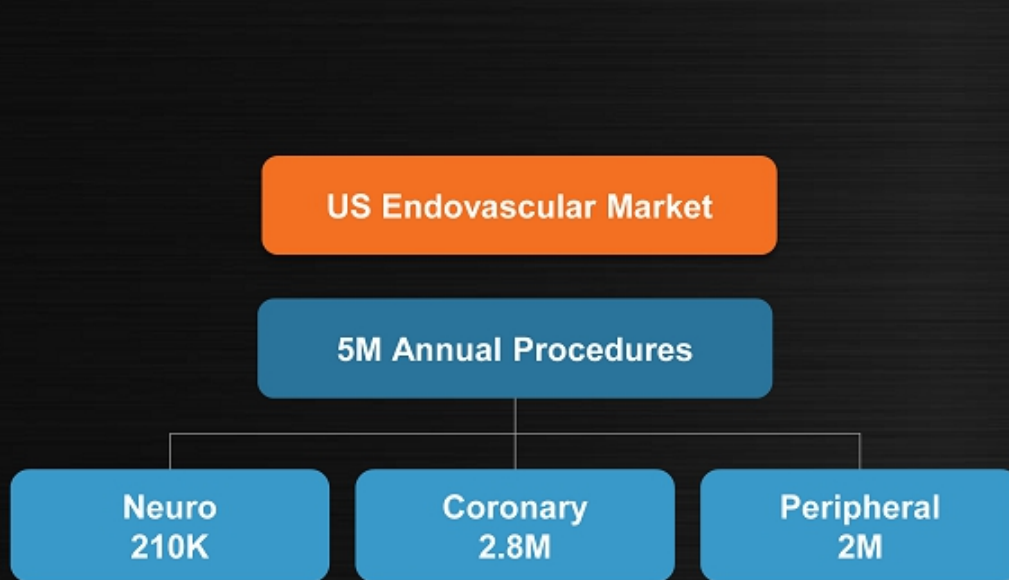 US Endovascular Market
5M Annual Procedures
Neuro
210K
Coronary
2.8M
Peripheral
2M